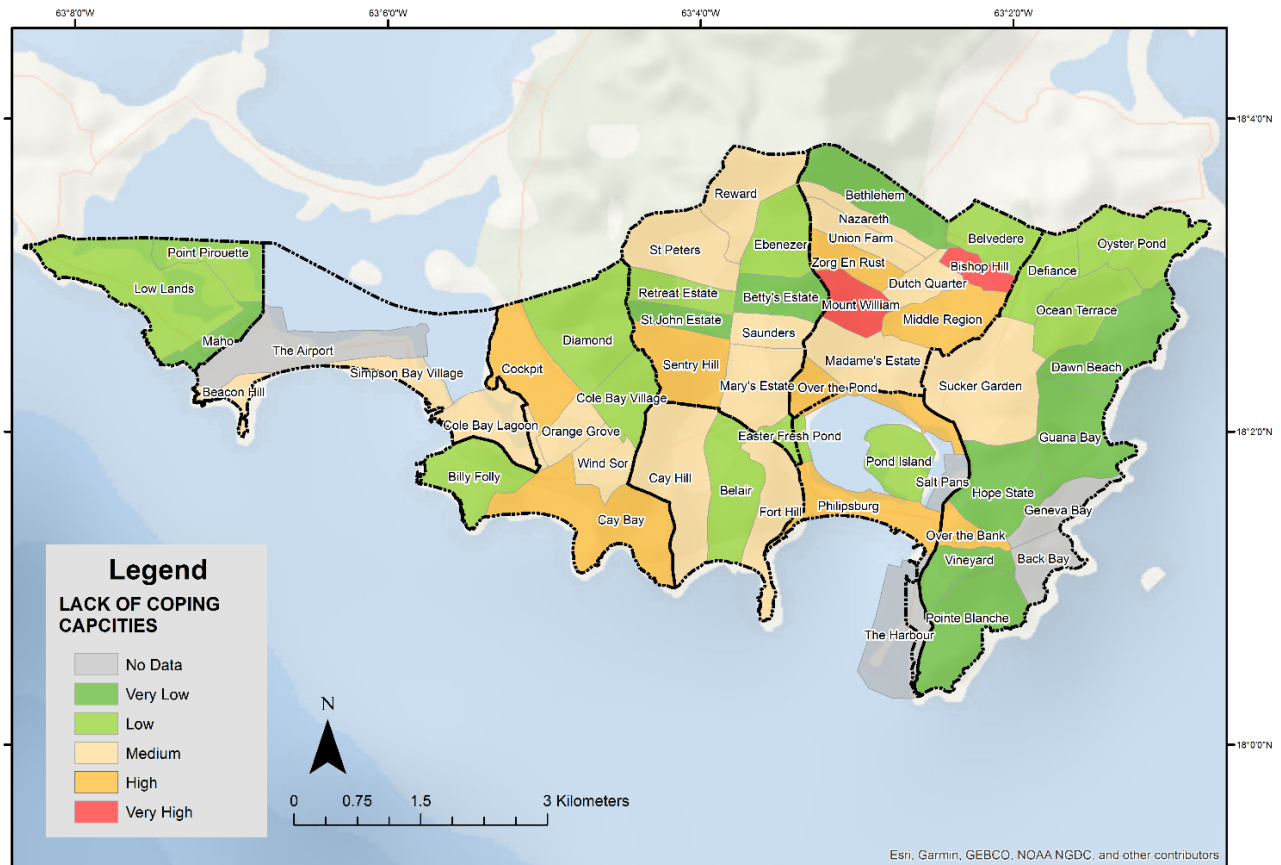 63°8'0"W 63°6'0"W 63°4'0"W 63°2'0"W
18°4'0"N
18°2'0"N
18°0'0"N
Reward
Bethlehem
Nazareth
St Peters
Ebenezer
Union Farm
Belvedere
Oyster Pond
Point Pirouette
Zorg En Rust
Bishop Hill
Defiance
Low Lands
Retreat Estate
Betty's Estate
Mount William
Dutch Quarter
Ocean Terrace
St John Estate
Middle Region
Maho
The Airport
Diamond
Saunders
Simpson Bay Village
Cockpit
Sentry Hill
Madame's Estate
Dawn Beach
Beacon Hill
Cole Bay Village
Mary's Estate
Over the Pond
Sucker Garden
Cole Bay Lagoon
Orange Grove
Easter Fresh Pond
Guana Bay
Wind Sor
Pond Island
Billy Folly
Cay Hill
Belair
Salt Pans
Hope State
Fort Hill
Philipsburg
Geneva Bay
Cay Bay
Over the Bank
Vineyard
Back Bay
Pointe Blanche
The Harbour
Legend
LACK OF COPING
CAPCITIES
No Data
Very Low
Low
Medium
High
Very High
N
0 0.75 1.5 3 Kilometers
Esri, Garmin, GEBCO, NOAA NGDC, and other contributors